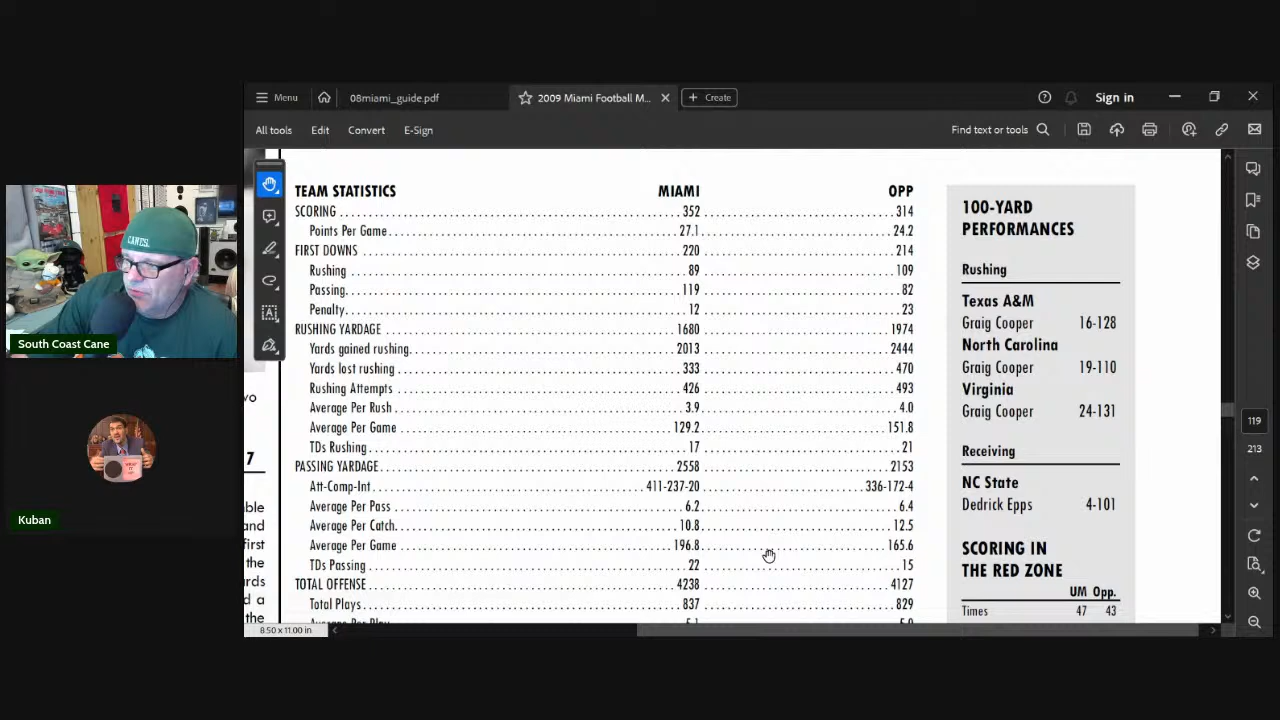 Menu
08miami_guide.pdf
2009 Miami Football M...
Create
Sign in
All tools
Edit
Convert
E-Sign
Find text or tools
CANES
South Coast Cane
Kuban
TEAM STATISTICS MIAMI OPP
SCORING 352 314
Points Per Game 27.1 24.2
FIRST DOWNS 220 214
Rushing 89 109
Passing 119 82
Penalty 12 23
RUSHING YARDAGE 1680 1974
Yards gained rushing 2013 2444
Yards lost rushing 333 470
Rushing Attempts 426 493
Average Per Rush 3.9 4.0
Average Per Game 129.2 151.8
TDs Rushing 17 21
PASSING YARDAGE 2558 2153
Att-Comp-Int 411-237-20 336-172-4
Average Per Pass 6.2 6.4
Average Per Catch 10.8 12.5
Average Per Game 196.8 165.6
TDs Passing 22 15
TOTAL OFFENSE 4238 4127
Total Plays 837 829
100-YARD
PERFORMANCES
Rushing
Texas A&M
Graig Cooper 16-128
North Carolina
Graig Cooper 19-110
Virginia
Graig Cooper 24-131
Receiving
NC State
Dedrick Epps 4-101
SCORING IN
THE RED ZONE
UM Opp.
Times 47 43
119
213
8.50 x 11.00 in